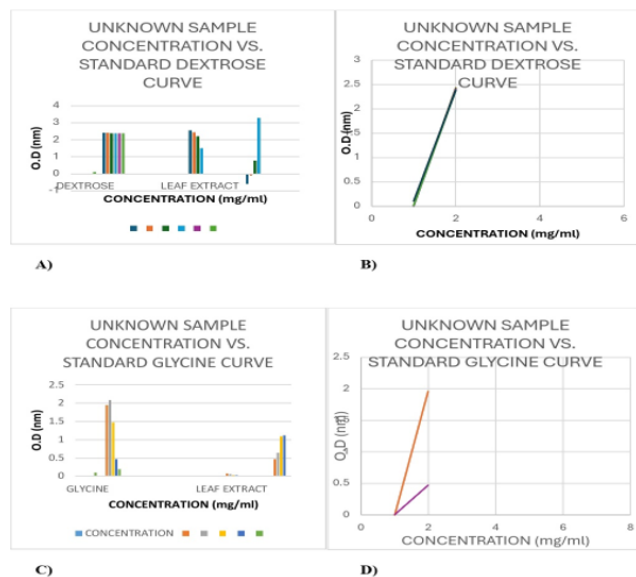 UNKNOWN SAMPLE
CONCENTRATION VS.
STANDARD DEXTROSE
CURVE
4
3
2
1
0
-1
O.D (nm)
DEXTROSE
LEAF EXTRACT
CONCENTRATION (mg/ml)
A)
UNKNOWN SAMPLE
CONCENTRATION VS.
STANDARD DEXTROSE
CURVE
3
2.5
2
1.5
1
0.5
0
O.D (nm)
0
2
4
6
CONCENTRATION (mg/ml)
B)
UNKNOWN SAMPLE
CONCENTRATION VS.
STANDARD GLYCINE CURVE
2.5
2
1.5
1
0.5
0
O.D (nm)
GLYCINE
LEAF EXTRACT
CONCENTRATION (mg/ml)
CONCENTRATION
C)
UNKNOWN SAMPLE
CONCENTRATION VS.
STANDARD GLYCINE CURVE
2.5
2
1.5
1
0.5
0
0
2
4
6
8
CONCENTRATION (mg/ml)
D)